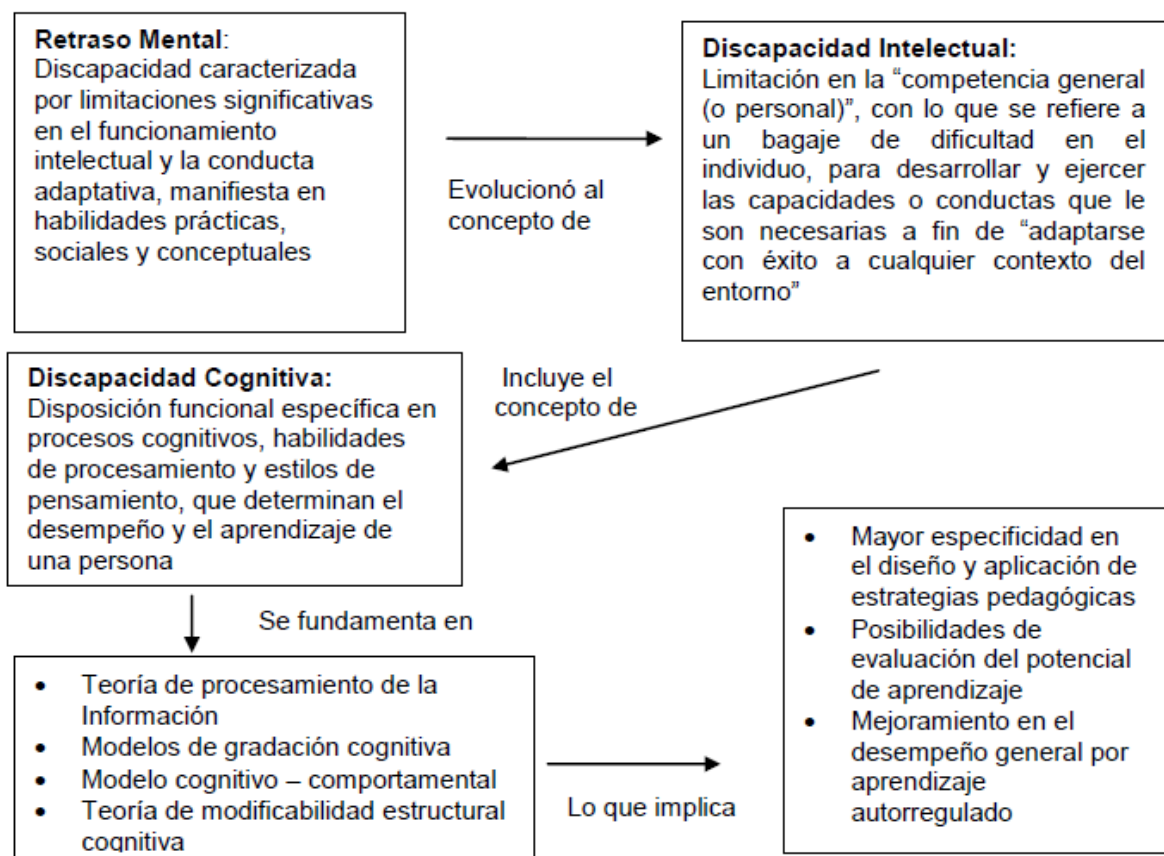 Retraso Mental:
Discapacidad caracterizada
por limitaciones significativas
en el funcionamiento
intelectual y la conducta
adaptativa, manifiesta en
habilidades prácticas,
sociales y conceptuales
Evolucionó al
concepto de
Discapacidad Intelectual:
Limitación en la “competencia general
(o personal)”, con lo que se refiere a
un bagaje de dificultad en el
individuo, para desarrollar y ejercer
las capacidades o conductas que le
son necesarias a fin de “adaptarse
con éxito a cualquier contexto del
entorno”
Incluye el
concepto de
Discapacidad Cognitiva:
Disposición funcional específica en
procesos cognitivos, habilidades
de procesamiento y estilos de
pensamiento, que determinan el
desempeño y el aprendizaje de
una persona
Se fundamenta en
• Teoría de procesamiento de la
Información
• Modelos de gradación cognitiva
• Modelo cognitivo – comportamental
• Teoría de modificabilidad estructural
cognitiva
Lo que implica
• Mayor especificidad en
el diseño y aplicación de
estrategias pedagógicas
• Posibilidades de
evaluación del potencial
de aprendizaje
• Mejoramiento en el
desempeño general por
aprendizaje
autorregulado